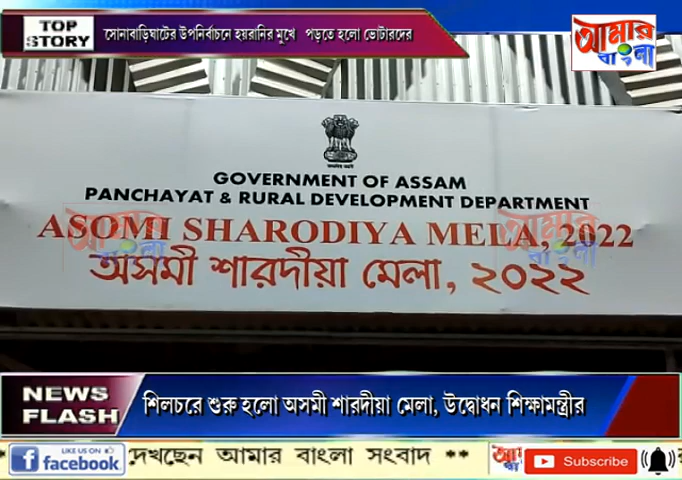 TOP STORY
সোনাবাড়িঘাটের উপনির্বাচনে হয়রানির মুখে পড়তে হলো ভোটারদের
আমার বাংলা
GOVERNMENT OF ASSAM
PANCHAYAT & RURAL DEVELOPMENT DEPARTMENT
ASOMI SHARODIYA MELA, 2022
অসমী শারদীয়া মেলা, ২০২২
আমার বাংলা
আমার বাংলা
NEWS FLASH
শিলচরে শুরু হলো অসমী শারদীয়া মেলা, উদ্বোধন শিক্ষামন্ত্রীর
LIKE US ON
facebook
দেখছেন আমার বাংলা সংবাদ **
Subscribe